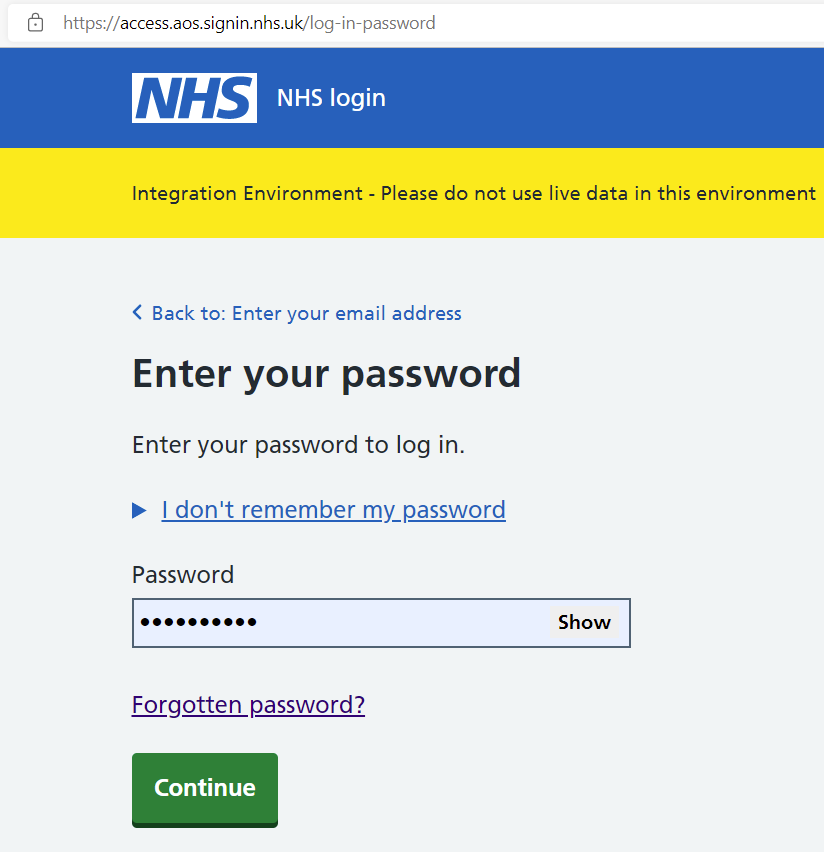 https://access.aos.signin.nhs.uk/log-in-password
NHS NHS login
Integration Environment - Please do not use live data in this environment
Back to: Enter your email address
Enter your password
Enter your password to log in.
I don't remember my password
Password
•••••••••• Show
Forgotten password?
Continue